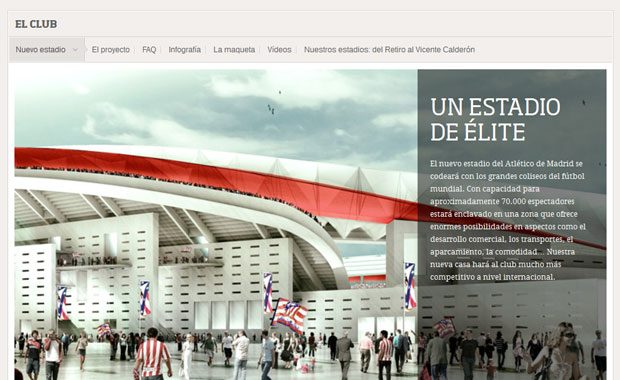 EL CLUB
Nuevo estadio El proyecto FAQ Infografía La maqueta Vídeos Nuestros estadios: del Retiro al Vicente Calderón
UN ESTADIO
DE ÉLITE
El nuevo estadio del Atlético de Madrid se
codeará con los grandes coliseos del fútbol
mundial. Con capacidad para
aproximadamente 70.000 espectadores
estará enclavado en una zona que ofrece
enormes posibilidades en aspectos como el
desarrollo comercial, los transportes, el
aparcamiento, la comodidad... Nuestra
nueva casa hará al club mucho más
competitivo a nivel internacional.